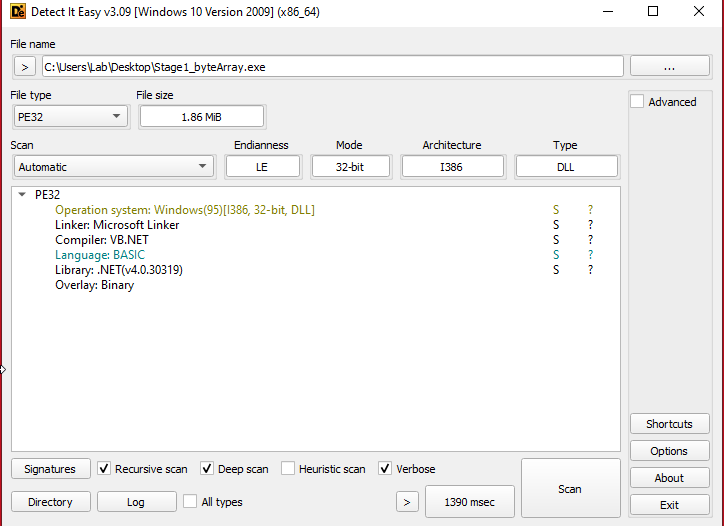 Detect It Easy v3.09 [Windows 10 Version 2009] (x86_64)
File name
> C:\Users\Lab\Desktop\Stage1_byteArray.exe ...
File type File size
PE32 1.86 MiB
Advanced
Scan Endianness Mode Architecture Type
Automatic LE 32-bit I386 DLL
PE32
Operation system: Windows(95)[I386, 32-bit, DLL] S ?
Linker: Microsoft Linker S ?
Compiler: VB.NET S ?
Language: BASIC S ?
Library: .NET(v4.0.30319) S ?
Overlay: Binary
Shortcuts
Options
Signatures Recursive scan Deep scan Heuristic scan Verbose Scan About
Directory Log All types > 1390 msec Exit